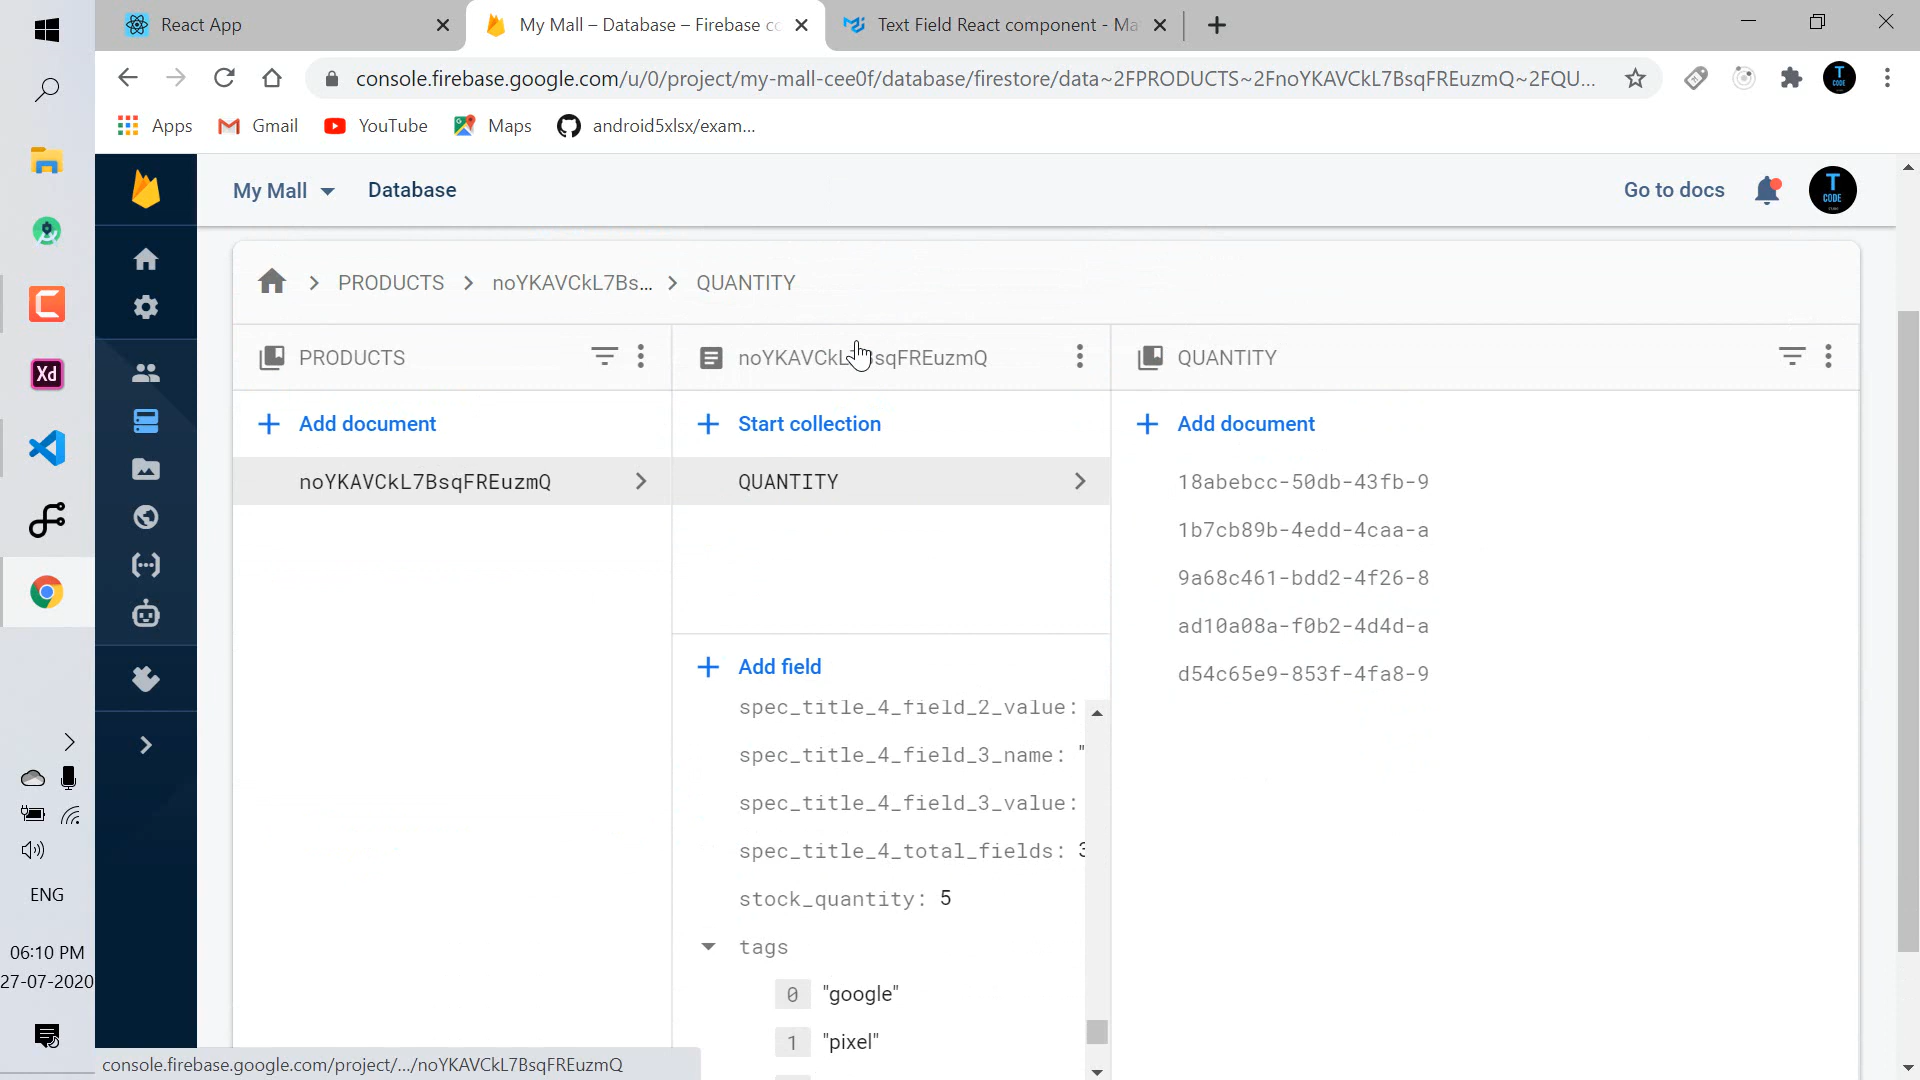 React App
My Mall – Database – Firebase co
Text Field React component - Ma
console.firebase.google.com/u/0/project/my-mall-cee0f/database/firestore/data~2FPRODUCTS~2FnoYKAVCkL7BsqFREuzmQ~2FQU...
Apps
Gmail
YouTube
Maps
android5xlsx/exam...
My Mall
Database
Go to docs
T
CODE
PRODUCTS
noYKAVCkL7Bs...
QUANTITY
PRODUCTS
noYKAVCkL7BsqFREuzmQ
QUANTITY
Add document
Start collection
Add document
noYKAVCkL7BsqFREuzmQ
QUANTITY
18abebcc-50db-43fb-9
1b7cb89b-4edd-4caa-a
9a68c461-bdd2-4f26-8
ad10a08a-f0b2-4d4d-a
d54c65e9-853f-4fa8-9
Add field
spec_title_4_field_2_value:
spec_title_4_field_3_name: "
spec_title_4_field_3_value:
spec_title_4_total_fields: 3
stock_quantity: 5
tags
0 "google"
1 "pixel"
Xd
ENG
06:10 PM
27-07-2020
console.firebase.google.com/project/.../noYKAVCkL7BsqFREuzmQ